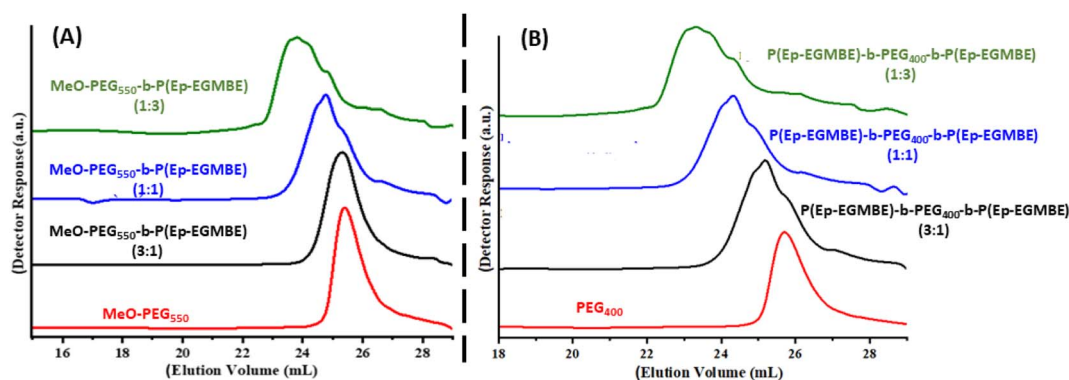 (A)
MeO-PEG550-b-P(Ep-EGMBE)
(1:3)
MeO-PEG550-b-P(Ep-EGMBE)
(1:1)
MeO-PEG550-b-P(Ep-EGMBE)
(3:1)
MeO-PEG550
(Detector Response (a.u.)
16 18 20 22 24 26 28
(Elution Volume (mL)
(B)
P(Ep-EGMBE)-b-PEG400-b-P(Ep-EGMBE)
(1:3)
P(Ep-EGMBE)-b-PEG400-b-P(Ep-EGMBE)
(1:1)
P(Ep-EGMBE)-b-PEG400-b-P(Ep-EGMBE)
(3:1)
PEG400
(Detector Response (a.u.)
18 20 22 24 26 28
(Elution Volume (mL)